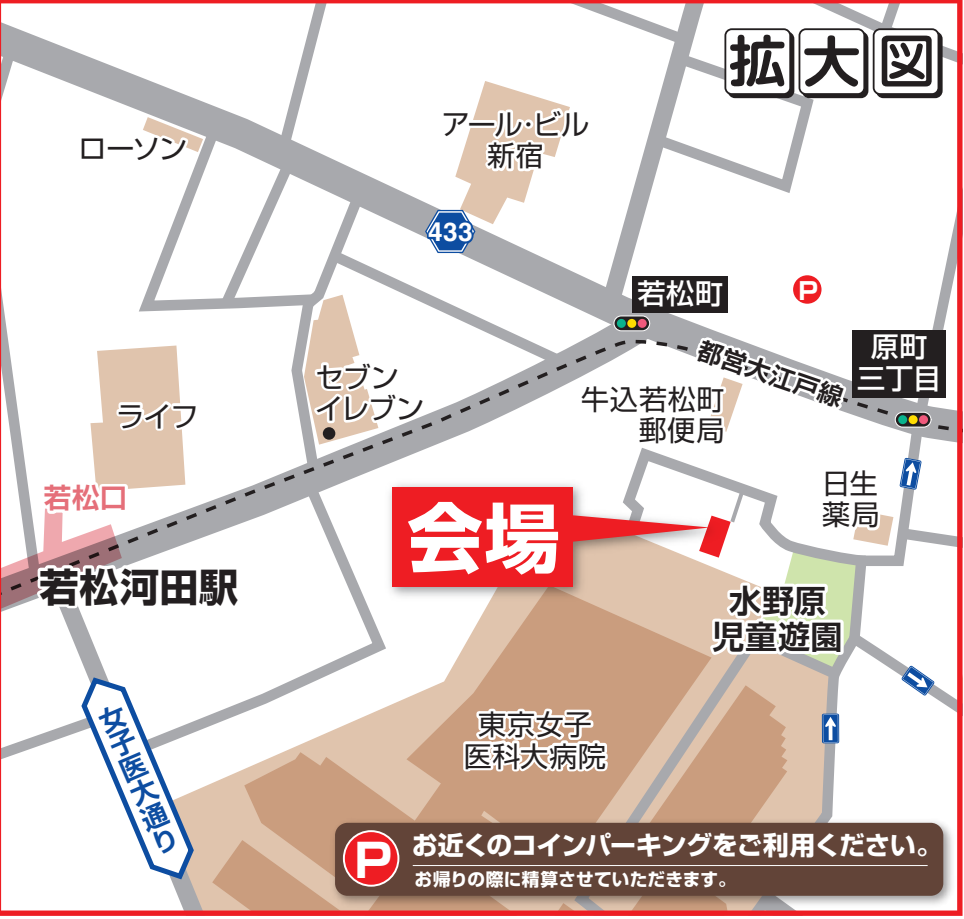 拡大図
ローソン
アール・ビル
新宿
433
若松町
P
原町
三丁目
都営大江戸線
セブン
イレブン
牛込若松町
郵便局
ライフ
日生
薬局
若松口
会場
若松河田駅
水野原
児童遊園
女子医大通り
東京女子
医科大病院
P
お近くのコインパーキングをご利用ください。
お帰りの際に精算させていただきます。